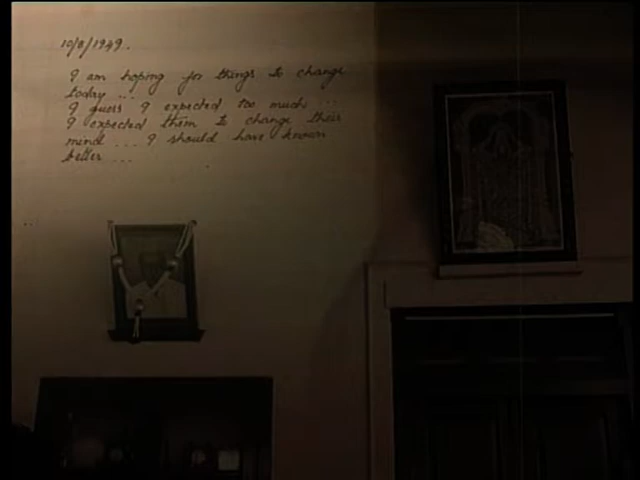 10/8/1949..
I am hoping for things to change
today ...
I guess I expected too much ...
I expected them to change their
mind ... I should have known
better ...